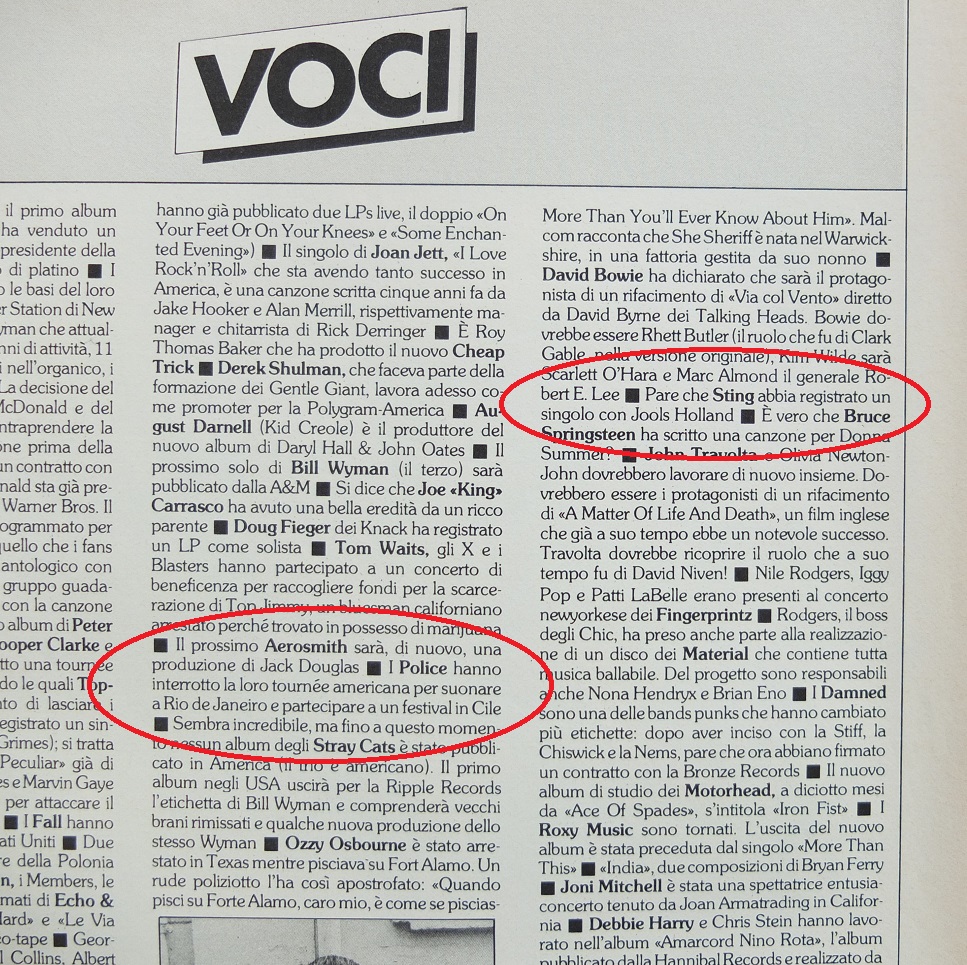 VOCI
il primo album
ha venduto un
presidente della
di platino ■ I
le basi del loro
Station di New
yman che attual-
nni di attività, 11
nell'organico, i
La decisione del
McDonald e del
intraprendere la
one prima della
un contratto con
nald sta già pre-
Warner Bros. Il
ogrammato per
quello che i fans
antologico con
gruppo guada-
con la canzone
album di Peter
ooper Clarke e
tto una tournée
do le quali Top-
nto di lasciare i
egistrato un sin-
Grimes); si tratta
Peculiar» già di
es e Marvin Gaye
per attaccare il
■ I Fall hanno
ati Uniti ■ Due
re della Polonia
n, i Members, le
mati di Echo &
lard» e «Le Via
o-tape ■ Geor-
l Collins, Albert
hanno già pubblicato due LPs live, il doppio «On
Your Feet Or On Your Knees» e «Some Enchan-
ted Evening») ■ Il singolo di Joan Jett, «I Love
Rock'n'Roll» che sta avendo tanto successo in
America, è una canzone scritta cinque anni fa da
Jake Hooker e Alan Merrill, rispettivamente ma-
nager e chitarrista di Rick Derringer ■ È Roy
Thomas Baker che ha prodotto il nuovo Cheap
Trick ■ Derek Shulman, che faceva parte della
formazione dei Gentle Giant, lavora adesso co-
me promoter per la Polygram-America ■ Au-
gust Darnell (Kid Creole) è il produttore del
nuovo album di Daryl Hall & John Oates ■ Il
prossimo solo di Bill Wyman (il terzo) sarà
pubblicato dalla A&M ■ Si dice che Joe «King»
Carrasco ha avuto una bella eredità da un ricco
parente ■ Doug Fieger dei Knack ha registrato
un LP come solista ■ Tom Waits, gli X e i
Blasters hanno partecipato a un concerto di
beneficenza per raccogliere fondi per la scarce-
razione di Top Jimmy, un bluesman californiano
arrestato perché trovato in possesso di marijuana
■ Il prossimo Aerosmith sarà, di nuovo, una
produzione di Jack Douglas ■ I Police hanno
interrotto la loro tournée americana per suonare
a Rio de Janeiro e partecipare a un festival in Cile
■ Sembra incredibile, ma fino a questo momen-
to nessun album degli Stray Cats è stato pubbli-
cato in America (il trio è americano). Il primo
album negli USA uscirà per la Ripple Records
l'etichetta di Bill Wyman e comprenderà vecchi
brani rimissati e qualche nuova produzione dello
stesso Wyman ■ Ozzy Osbourne è stato arre-
stato in Texas mentre pisciava su Fort Alamo. Un
rude poliziotto l'ha così apostrofato: «Quando
pisci su Forte Alamo, caro mio, è come se piscias-
More Than You'll Ever Know About Him». Mal-
com racconta che She Sheriff è nata nel Warwick-
shire, in una fattoria gestita da suo nonno ■
David Bowie ha dichiarato che sarà il protago-
nista di un rifacimento di «Via col Vento» diretto
da David Byrne dei Talking Heads. Bowie do-
vrebbe essere Rhett Butler (il ruolo che fu di Clark
Gable, nella versione originale), Kim Wilde sarà
Scarlett O'Hara e Marc Almond il generale Ro-
bert E. Lee ■ Pare che Sting abbia registrato un
singolo con Jools Holland ■ È vero che Bruce
Springsteen ha scritto una canzone per Donna
Summer? ■ John Travolta e Olivia Newton-
John dovrebbero lavorare di nuovo insieme. Do-
vrebbero essere i protagonisti di un rifacimento
di «A Matter Of Life And Death», un film inglese
che già a suo tempo ebbe un notevole successo.
Travolta dovrebbe ricoprire il ruolo che a suo
tempo fu di David Niven! ■ Nile Rodgers, Iggy
Pop e Patti LaBelle erano presenti al concerto
newyorkese dei Fingerprintz ■ Rodgers, il boss
degli Chic, ha preso anche parte alla realizzazio-
ne di un disco dei Material che contiene tutta
musica ballabile. Del progetto sono responsabili
anche Nona Hendryx e Brian Eno ■ I Damned
sono una delle bands punks che hanno cambiato
più etichette: dopo aver inciso con la Stiff, la
Chiswick e la Nems, pare che ora abbiano firmato
un contratto con la Bronze Records ■ Il nuovo
album di studio dei Motorhead, a diciotto mesi
da «Ace Of Spades», s'intitola «Iron Fist» ■ I
Roxy Music sono tornati. L'uscita del nuovo
album è stata preceduta dal singolo «More Than
This» ■ «India», due composizioni di Bryan Ferry
■ Joni Mitchell è stata una spettatrice entusia-
concerto tenuto da Joan Armatrading in Califor-
nia ■ Debbie Harry e Chris Stein hanno lavo-
rato nell'album «Amarcord Nino Rota», l'album
pubblicato dalla Hannibal Records e realizzato da